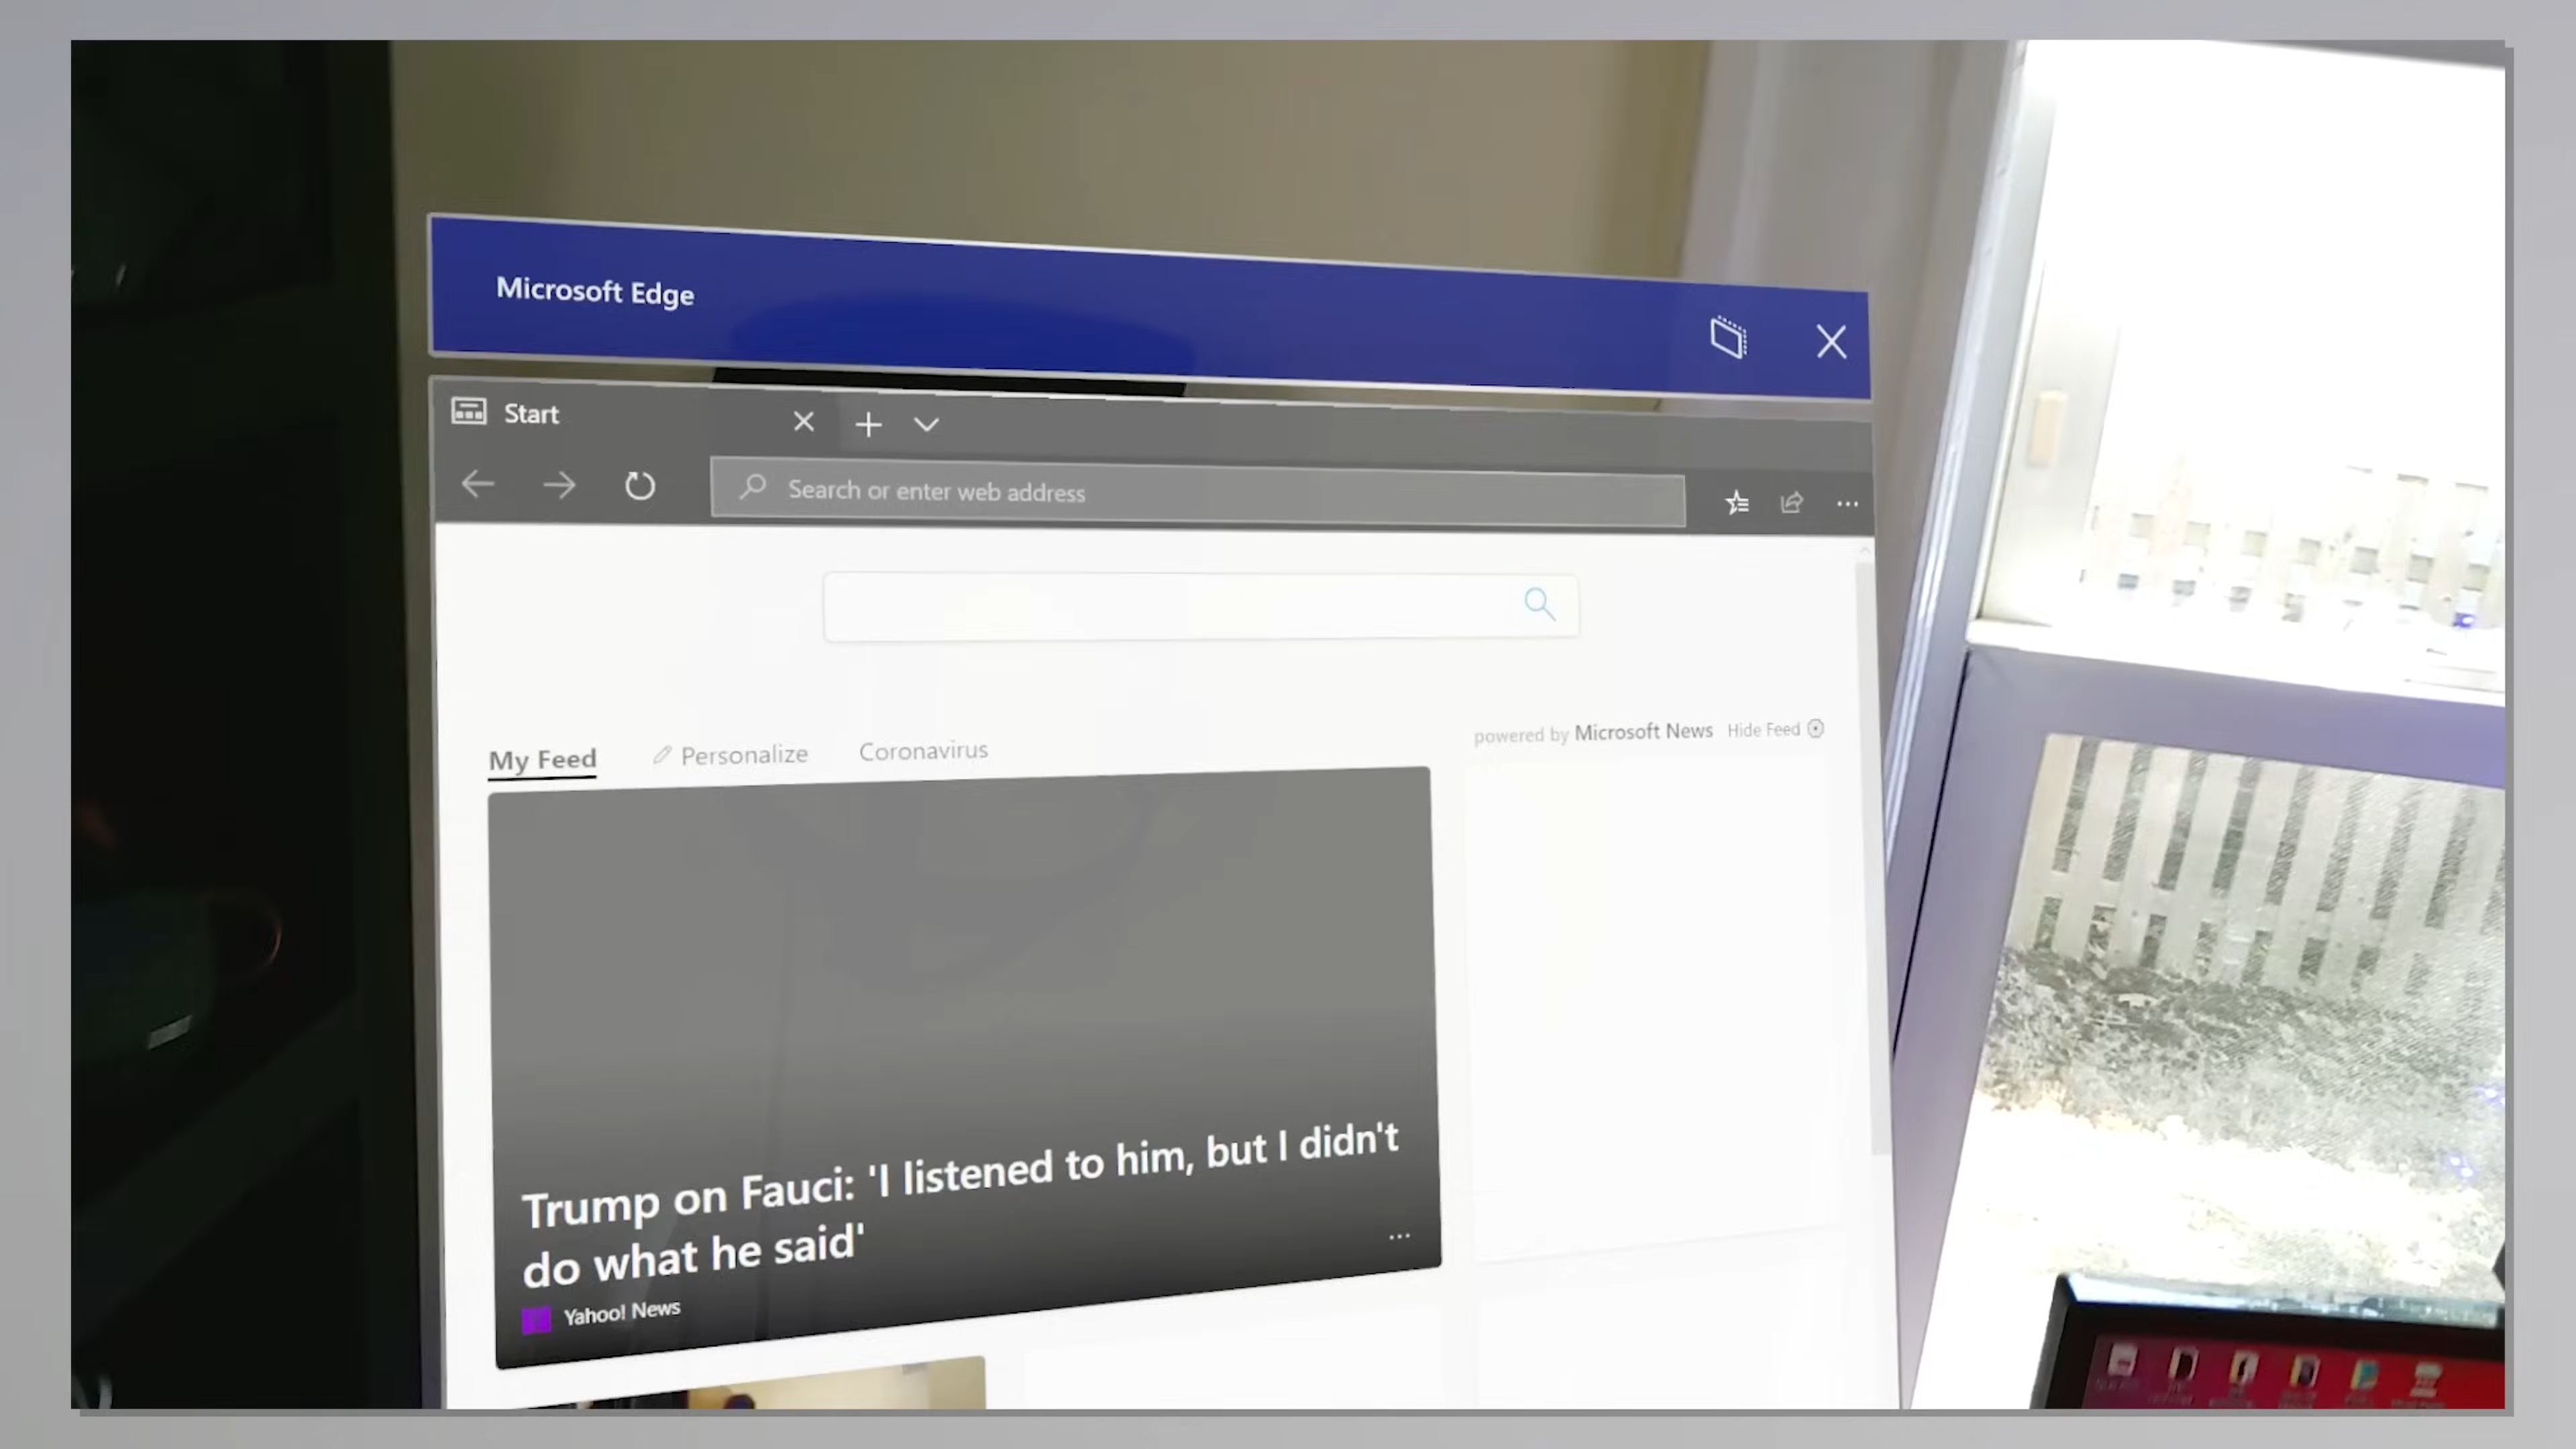 Microsoft Edge
Start
Search or enter web address
My Feed
Personalize
Coronavirus
powered by Microsoft News
Hide Feed
Trump on Fauci: 'I listened to him, but I didn't
do what he said'
Yahoo! News